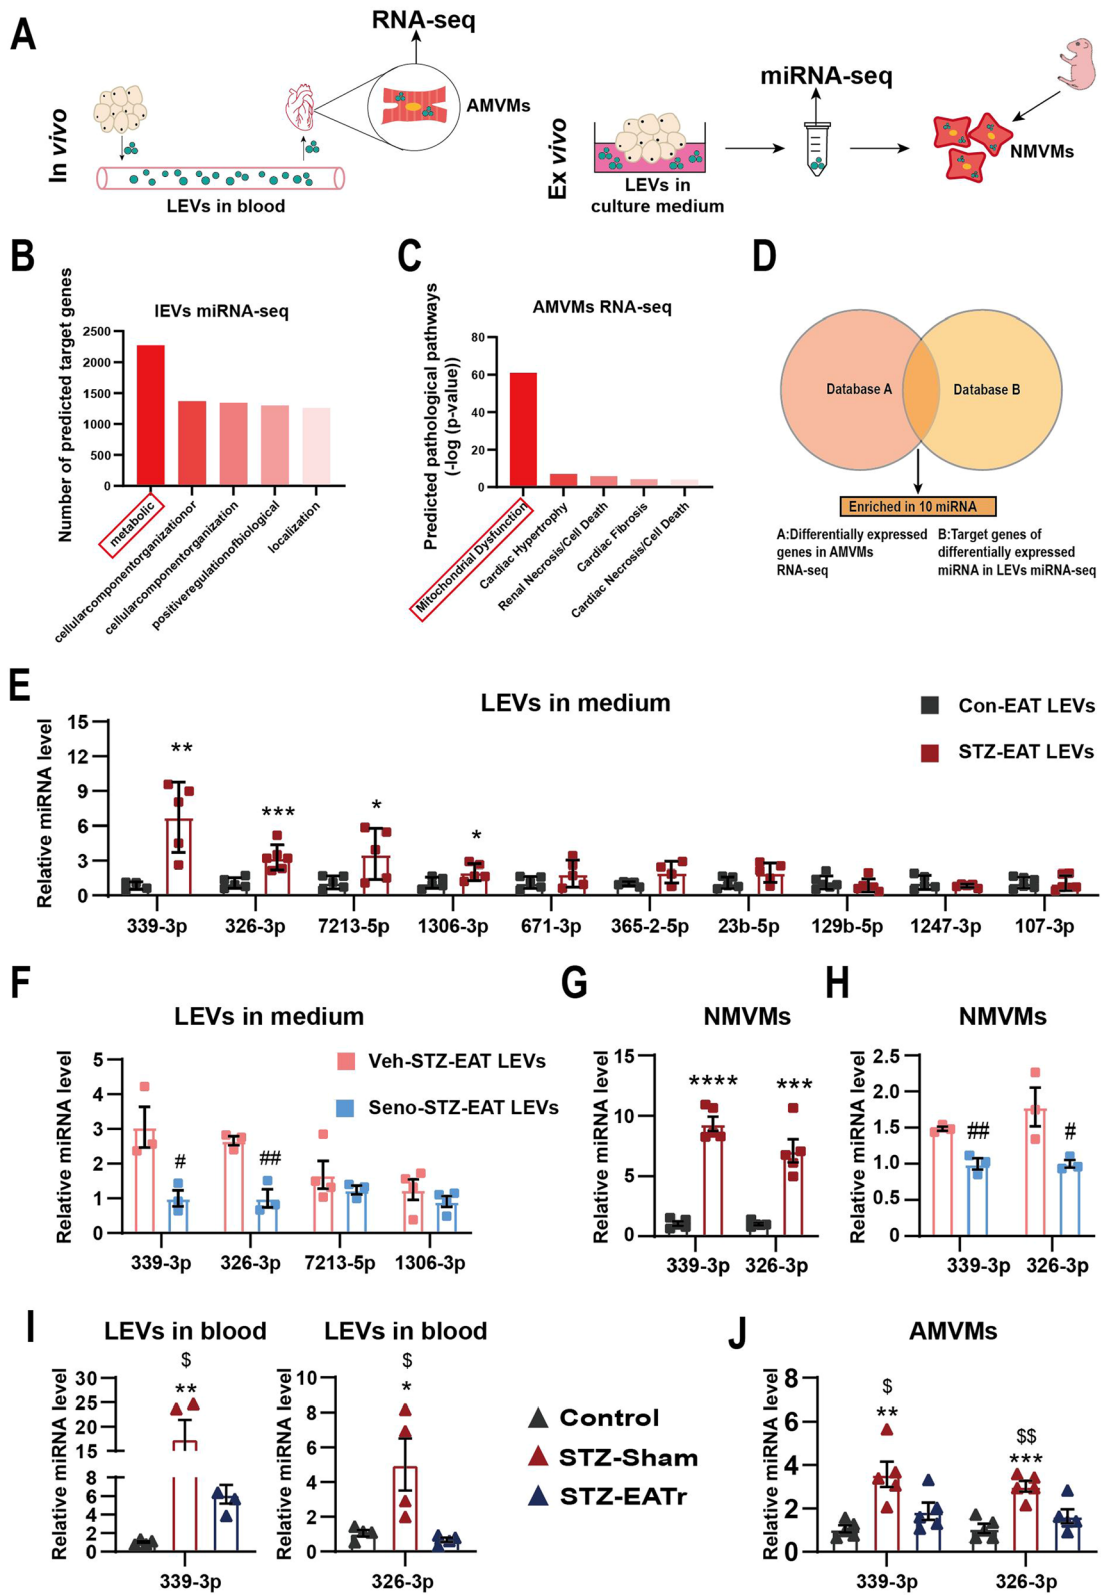 A
In vivo
RNA-seq
AMVMs
LEVs in blood
Ex vivo
miRNA-seq
LEVs in
culture medium
NMVMs
B
lEVs miRNA-seq
Number of predicted target genes
2500
2000
1500
1000
500
0
metabolic
cellularcomponentorganizationor
cellularcomponentorganization
positiveregulationofbiological
localization
C
AMVMs RNA-seq
Predicted pathological pathways
(-log (p-value))
80
60
40
20
0
Mitochondrial Dysfunction
Cardiac Hypertrophy
Renal Necrosis/Cell Death
Cardiac Fibrosis
Cardiac Necrosis/Cell Death
D
Database A
Database B
Enriched in 10 miRNA
A:Differentially expressed
genes in AMVMs
RNA-seq
B:Target genes of
differentially expressed
miRNA in LEVs miRNA-seq
E
LEVs in medium
Con-EAT LEVs
STZ-EAT LEVs
Relative miRNA level
15
12
9
6
3
0
**
***
*
*
339-3p
326-3p
7213-5p
1306-3p
671-3p
365-2-5p
23b-5p
129b-5p
1247-3p
107-3p
F
LEVs in medium
Veh-STZ-EAT LEVs
Seno-STZ-EAT LEVs
Relative miRNA level
5
4
3
2
1
0
#
##
339-3p
326-3p
7213-5p
1306-3p
G
NMVMs
Relative miRNA level
15
10
5
0
****
***
339-3p
326-3p
H
NMVMs
Relative miRNA level
2.5
2.0
1.5
1.0
0.5
0
##
#
339-3p
326-3p
I
LEVs in blood
Relative miRNA level
30
25
20
15
8
6
4
2
0
$
**
339-3p
LEVs in blood
Relative miRNA level
10
8
6
4
2
0
$
*
326-3p
Control
STZ-Sham
STZ-EATr
J
AMVMs
Relative miRNA level
8
6
4
2
0
$
**
$$
***
339-3p
326-3p